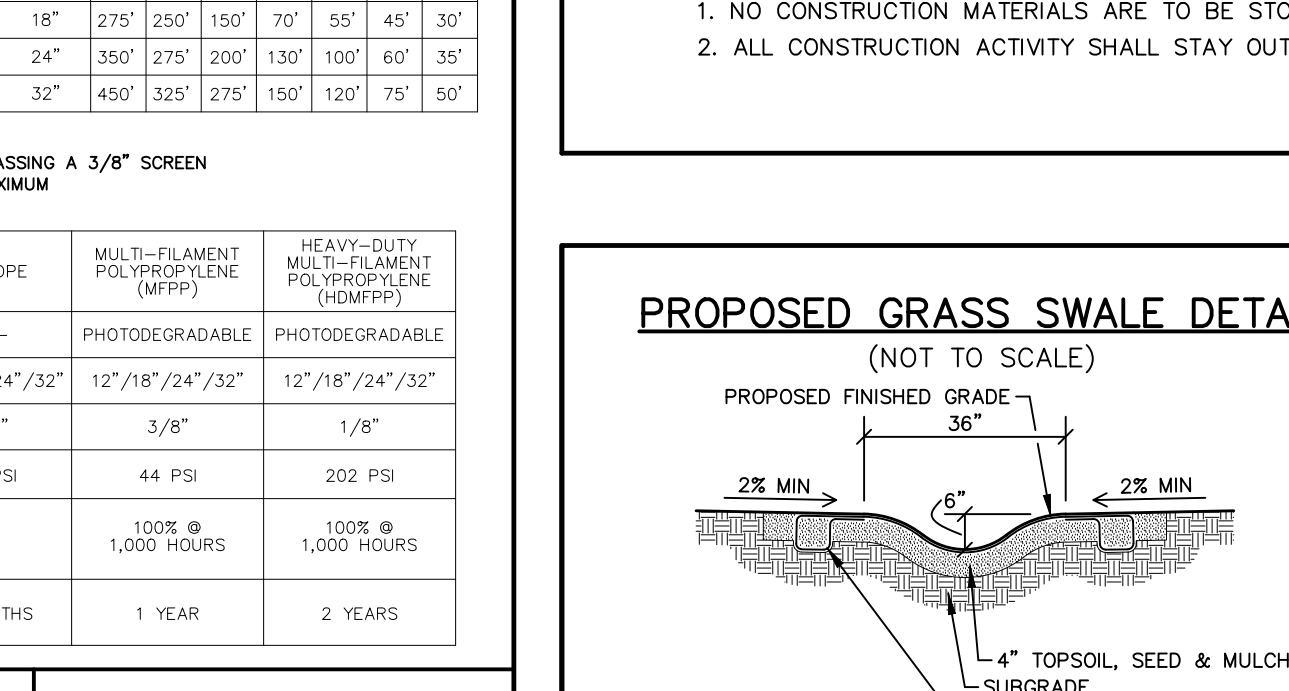 18" 275' 250' 150' 70' 55' 45' 30'
24" 350' 275' 200' 130' 100' 60' 35'
32" 450' 325' 275' 150' 120' 75' 50'
ASSING A 3/8" SCREEN
XIMUM
OPE
MULTI-FILAMENT
POLYPROPYLENE
(MFPP)
HEAVY-DUTY
MULTI-FILAMENT
POLYPROPYLENE
(HDMFPP)
PHOTODEGRADABLE PHOTODEGRADABLE
24"/32" 12"/18"/24"/32" 12"/18"/24"/32"
" 3/8" 1/8"
PSI 44 PSI 202 PSI
100% @
1,000 HOURS
100% @
1,000 HOURS
THS 1 YEAR 2 YEARS
1. NO CONSTRUCTION MATERIALS ARE TO BE STO
2. ALL CONSTRUCTION ACTIVITY SHALL STAY OUT
PROPOSED GRASS SWALE DETA
(NOT TO SCALE)
PROPOSED FINISHED GRADE
36"
2% MIN
6"
2% MIN
4" TOPSOIL, SEED & MULCH
SUBGRADE